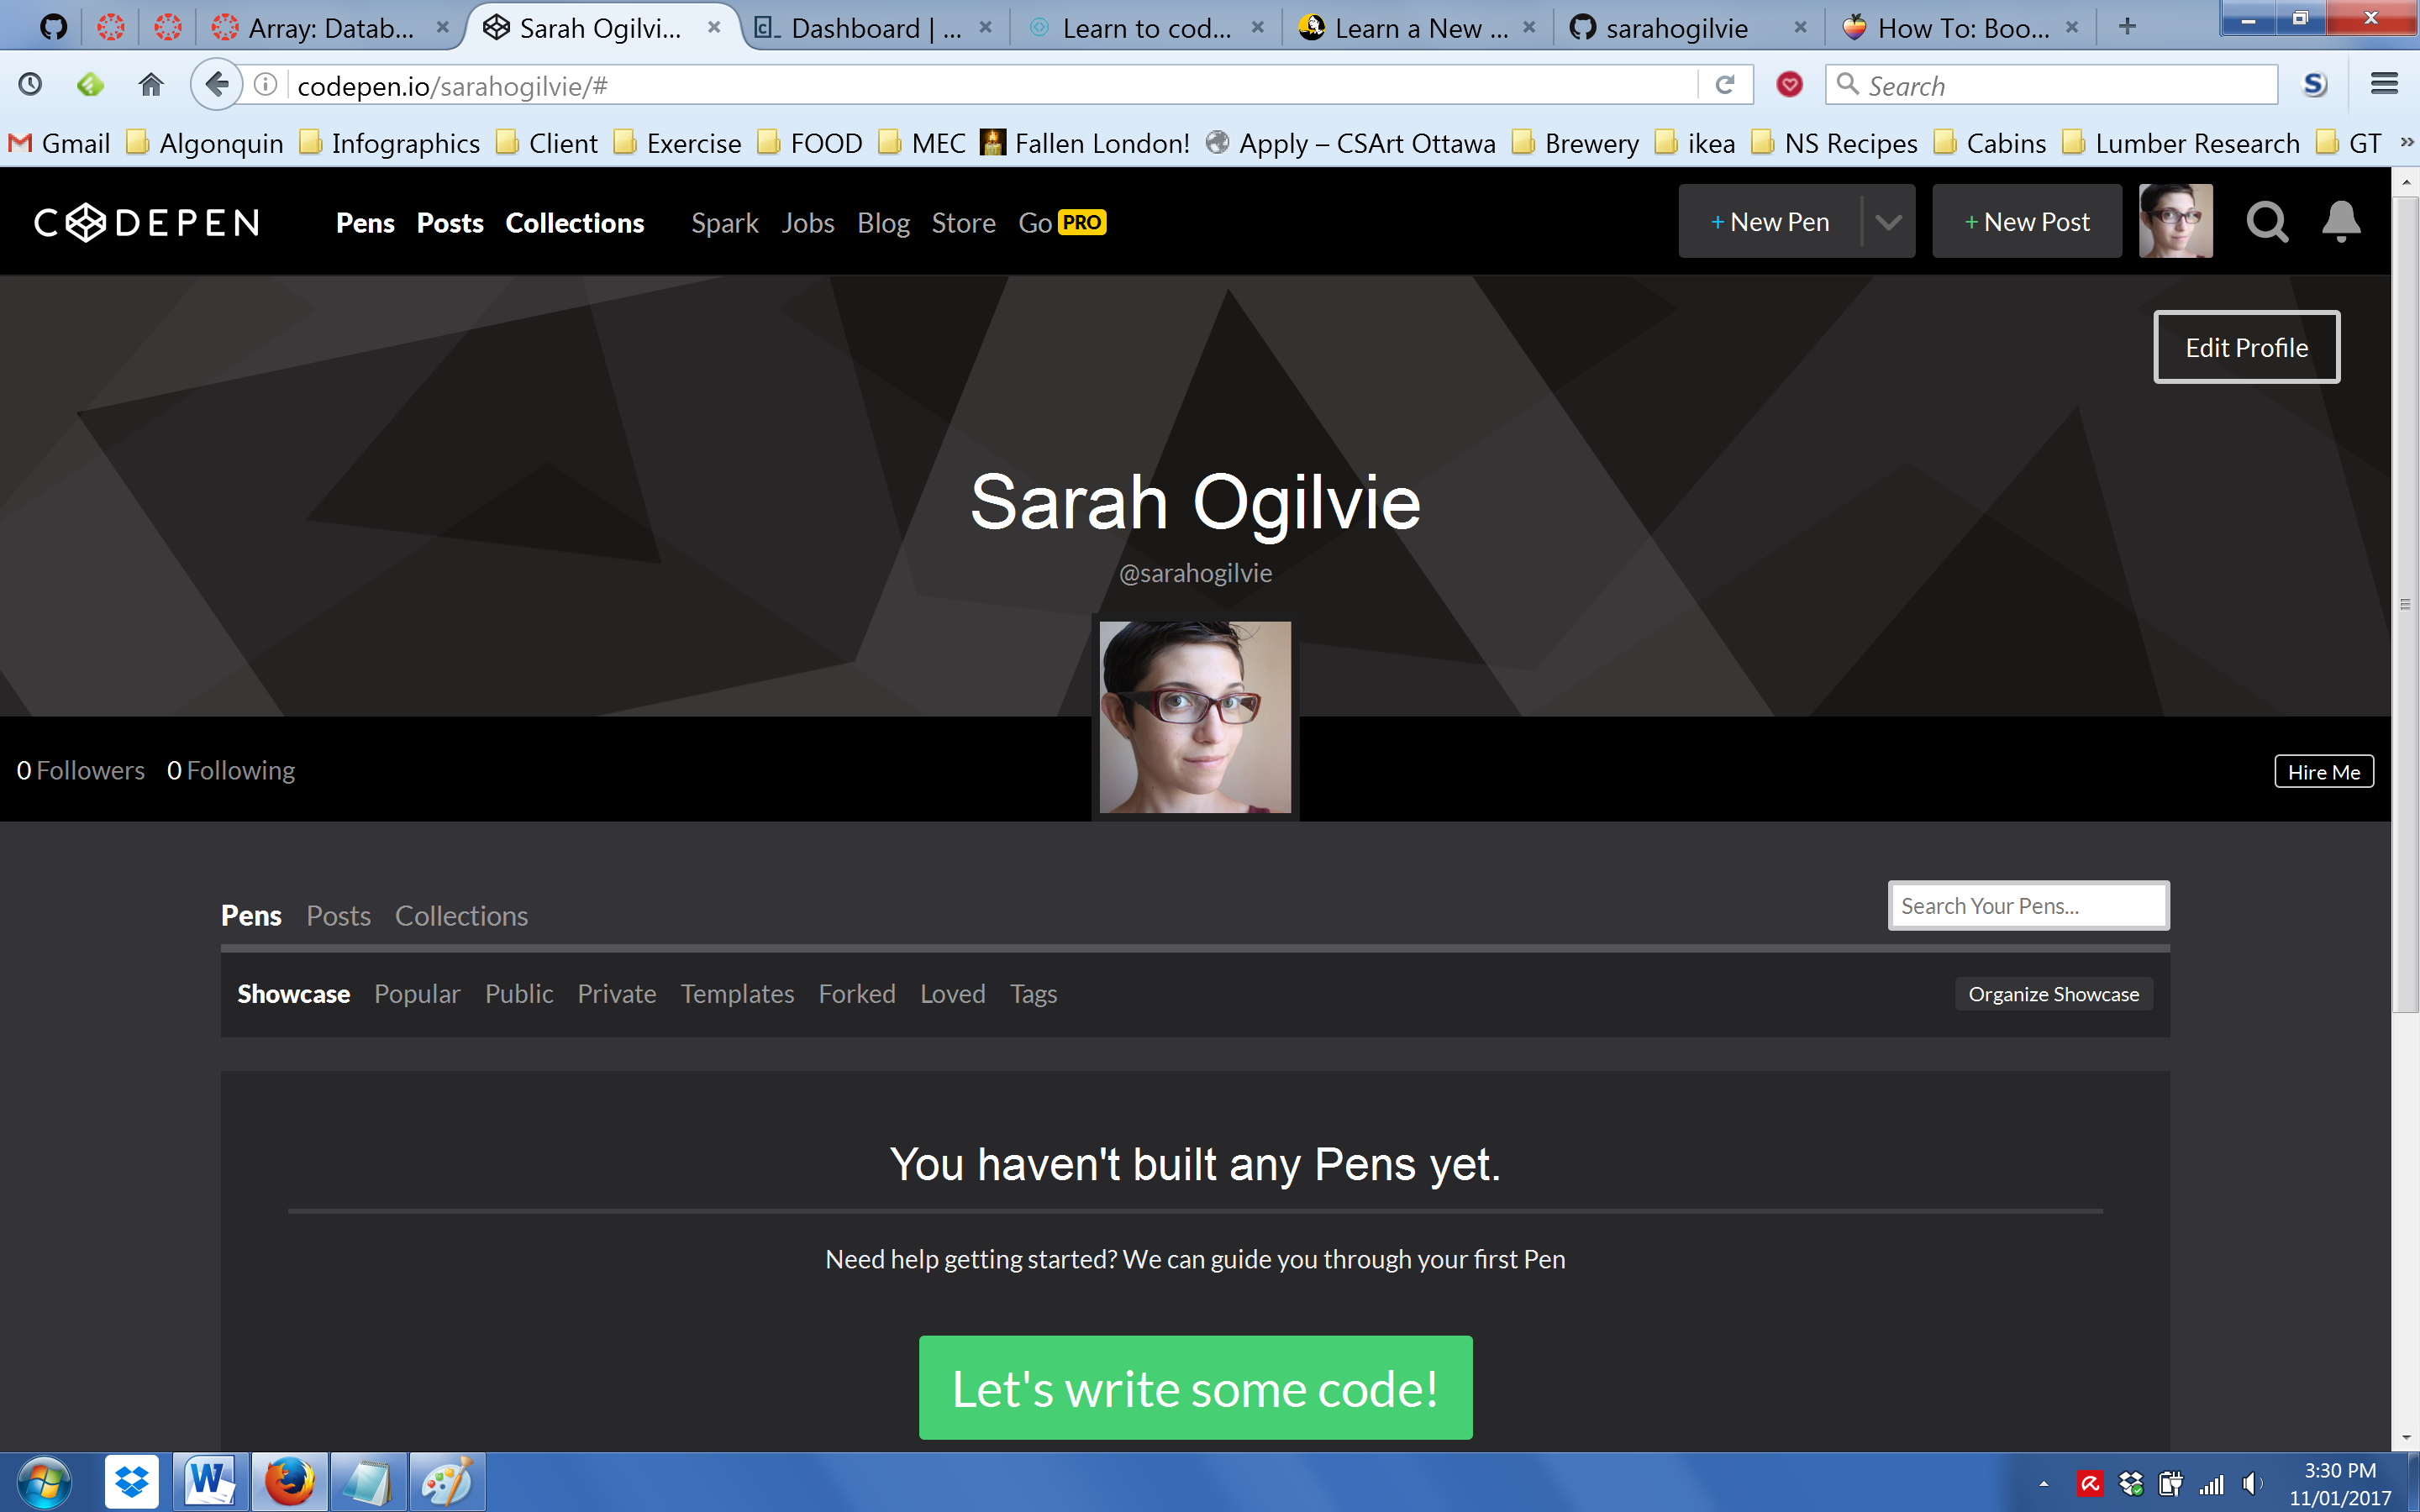 Array: Datab...
Sarah Ogilvi...
Dashboard | ...
Learn to cod...
Learn a New ...
sarahogilvie
How To: Boo...
codepen.io/sarahogilvie/#
Search
Gmail Algonquin Infographics Client Exercise FOOD MEC Fallen London! Apply – CSArt Ottawa Brewery ikea NS Recipes Cabins Lumber Research GT »
CODEPEN
Pens Posts Collections Spark Jobs Blog Store Go PRO
+ New Pen
+ New Post
Edit Profile
Sarah Ogilvie
@sarahogilvie
0 Followers 0 Following
Hire Me
Pens Posts Collections
Search Your Pens...
Showcase Popular Public Private Templates Forked Loved Tags
Organize Showcase
You haven't built any Pens yet.
Need help getting started? We can guide you through your first Pen
Let's write some code!
3:30 PM
11/01/2017